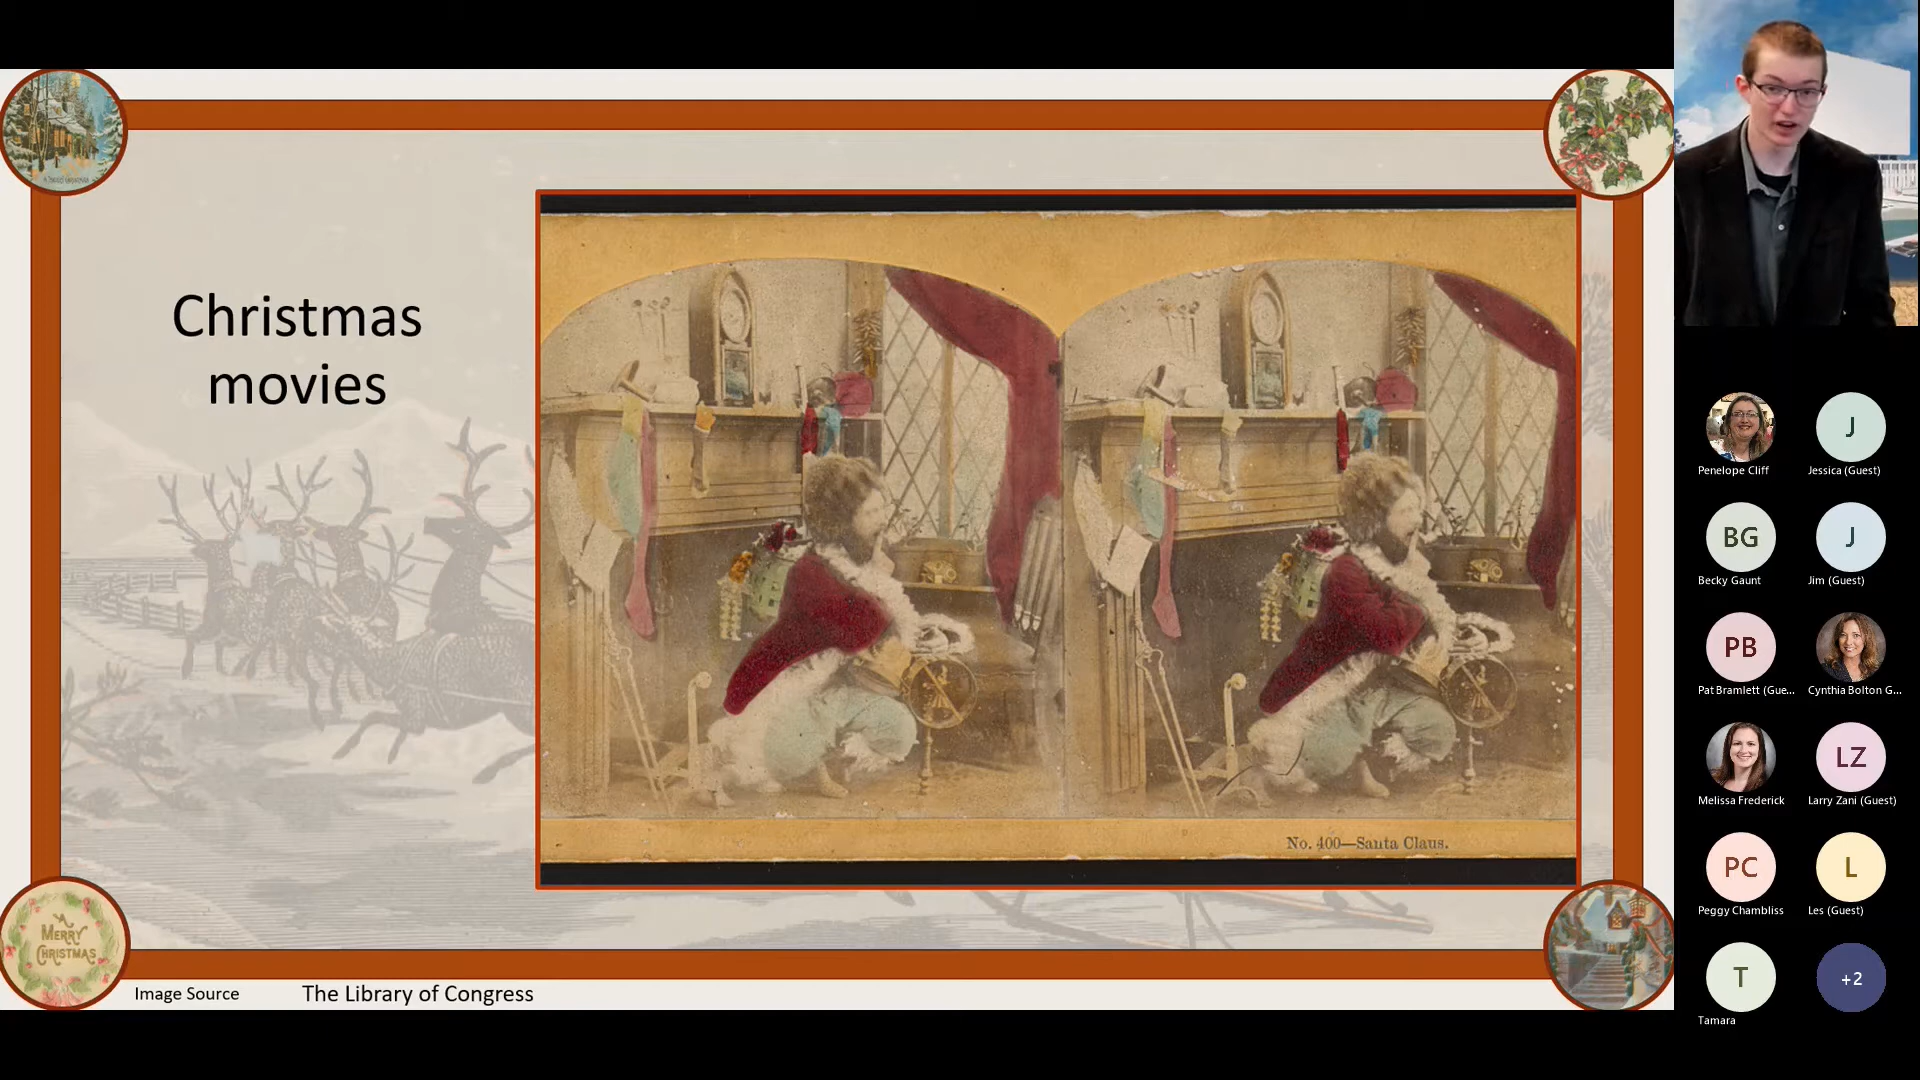 Christmas
movies
No. 400—Santa Claus.
A
MERRY
CHRISTMAS
Image Source
The Library of Congress
Penelope Cliff
J
Jessica (Guest)
BG
Becky Gaunt
J
Jim (Guest)
PB
Pat Bramlett (Gue...
Cynthia Bolton G...
Melissa Frederick
LZ
Larry Zani (Guest)
PC
Peggy Chambliss
L
Les (Guest)
T
Tamara
+2